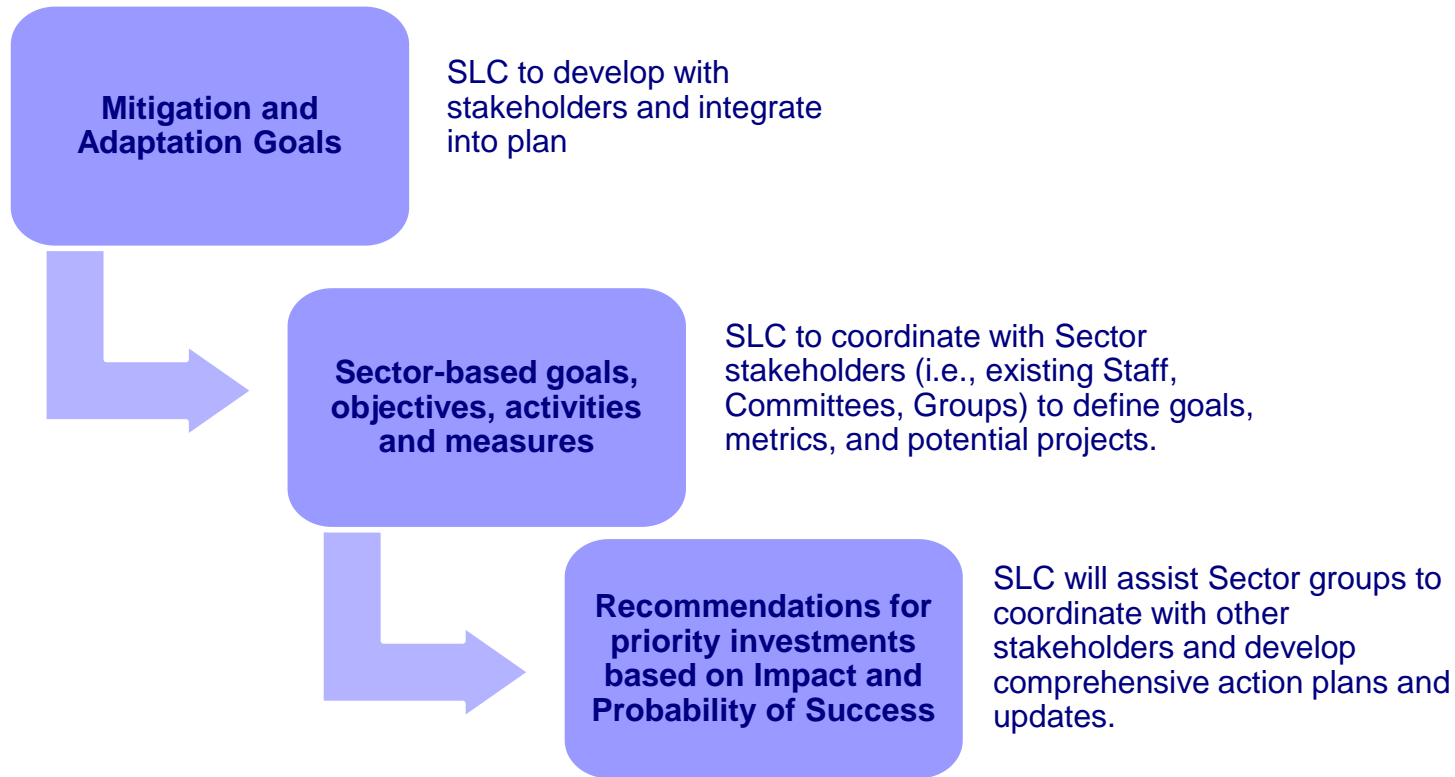 Mitigation and
Adaptation Goals
SLC to develop with
stakeholders and integrate
into plan
Sector-based goals,
objectives, activities
and measures
SLC to coordinate with Sector
stakeholders (i.e., existing Staff,
Committees, Groups) to define goals,
metrics, and potential projects.
Recommendations for
priority investments
based on Impact and
Probability of Success
SLC will assist Sector groups to
coordinate with other
stakeholders and develop
comprehensive action plans and
updates.